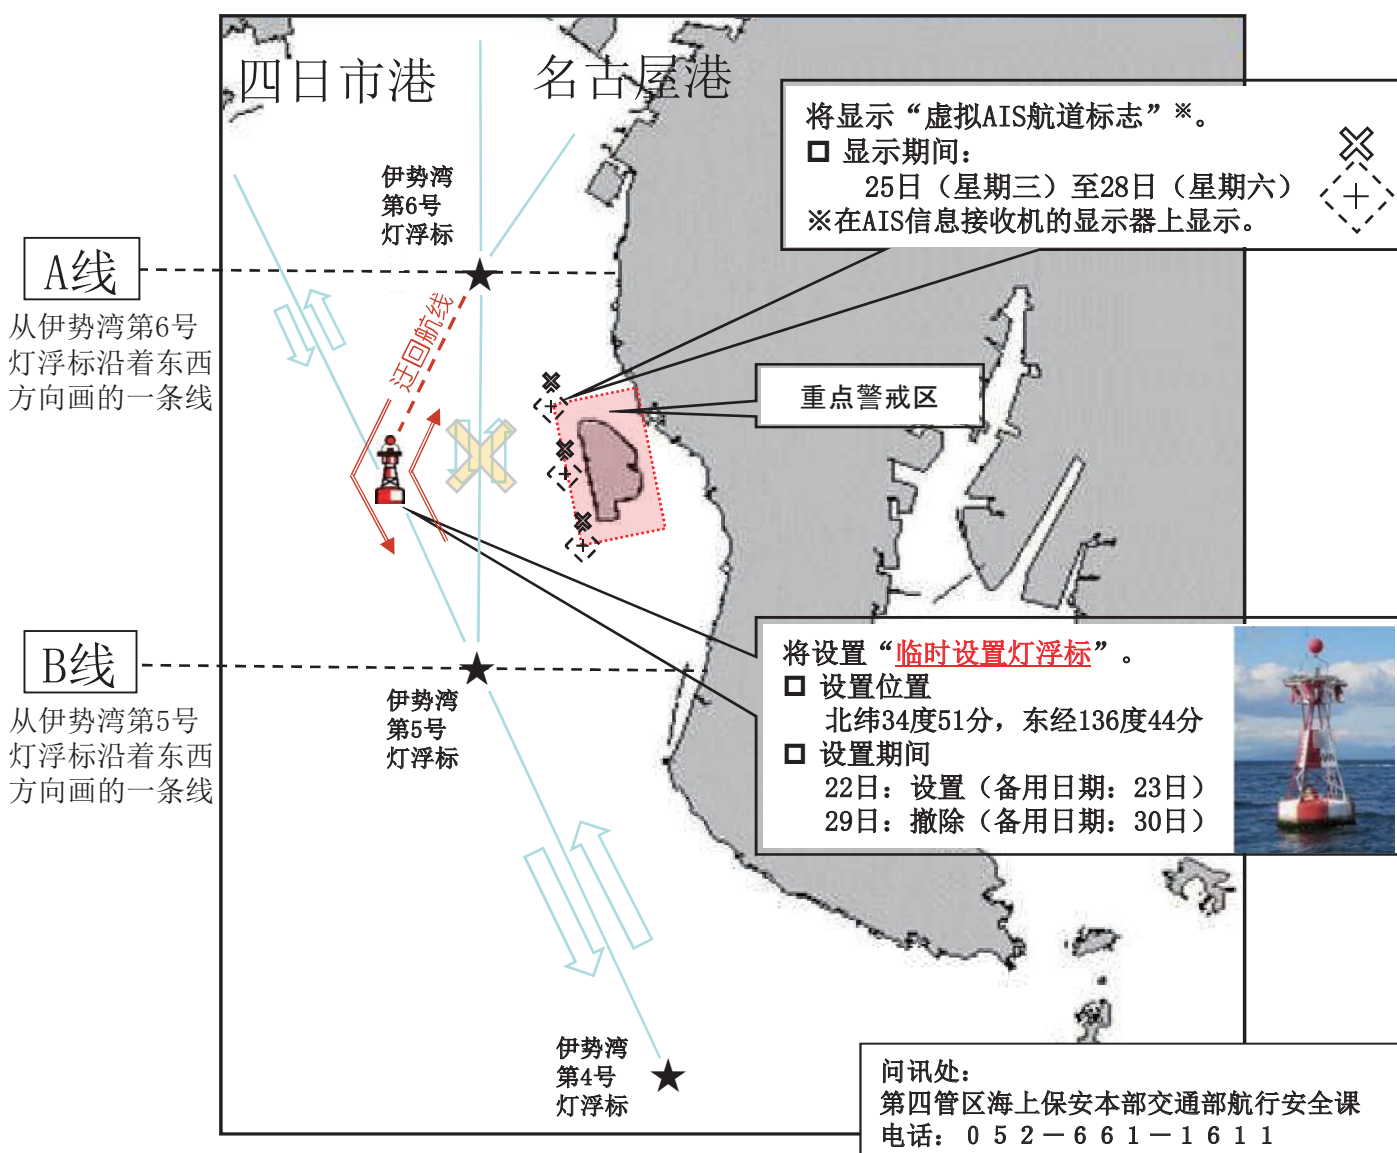 四日市港
名古屋港
将显示“虚拟AIS航道标志”※。
显示期间：
25日（星期三）至28日（星期六）
※在AIS信息接收机的显示器上显示。
伊势湾
第6号
灯浮标
A线
从伊势湾第6号
灯浮标沿着东西
方向画的一条线
迂回航线
重点警戒区
B线
从伊势湾第5号
灯浮标沿着东西
方向画的一条线
伊势湾
第5号
灯浮标
将设置“临时设置灯浮标”。
设置位置
北纬34度51分，东经136度44分
设置期间
22日：设置（备用日期：23日）
29日：撤除（备用日期：30日）
伊势湾
第4号
灯浮标
问讯处：
第四管区海上保安本部交通部航行安全课
电话：０５２－６６１－１６１１